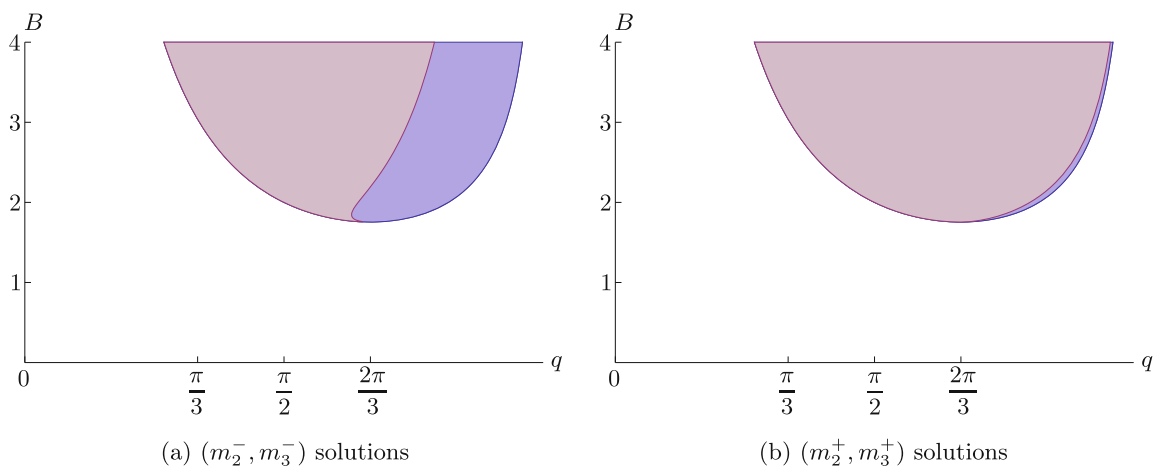 B
4
3
2
1
0
π/3
π/2
2π/3
q
(a) (m₂⁻, m₃⁻) solutions
B
4
3
2
1
0
π/3
π/2
2π/3
q
(b) (m₂⁺, m₃⁺) solutions